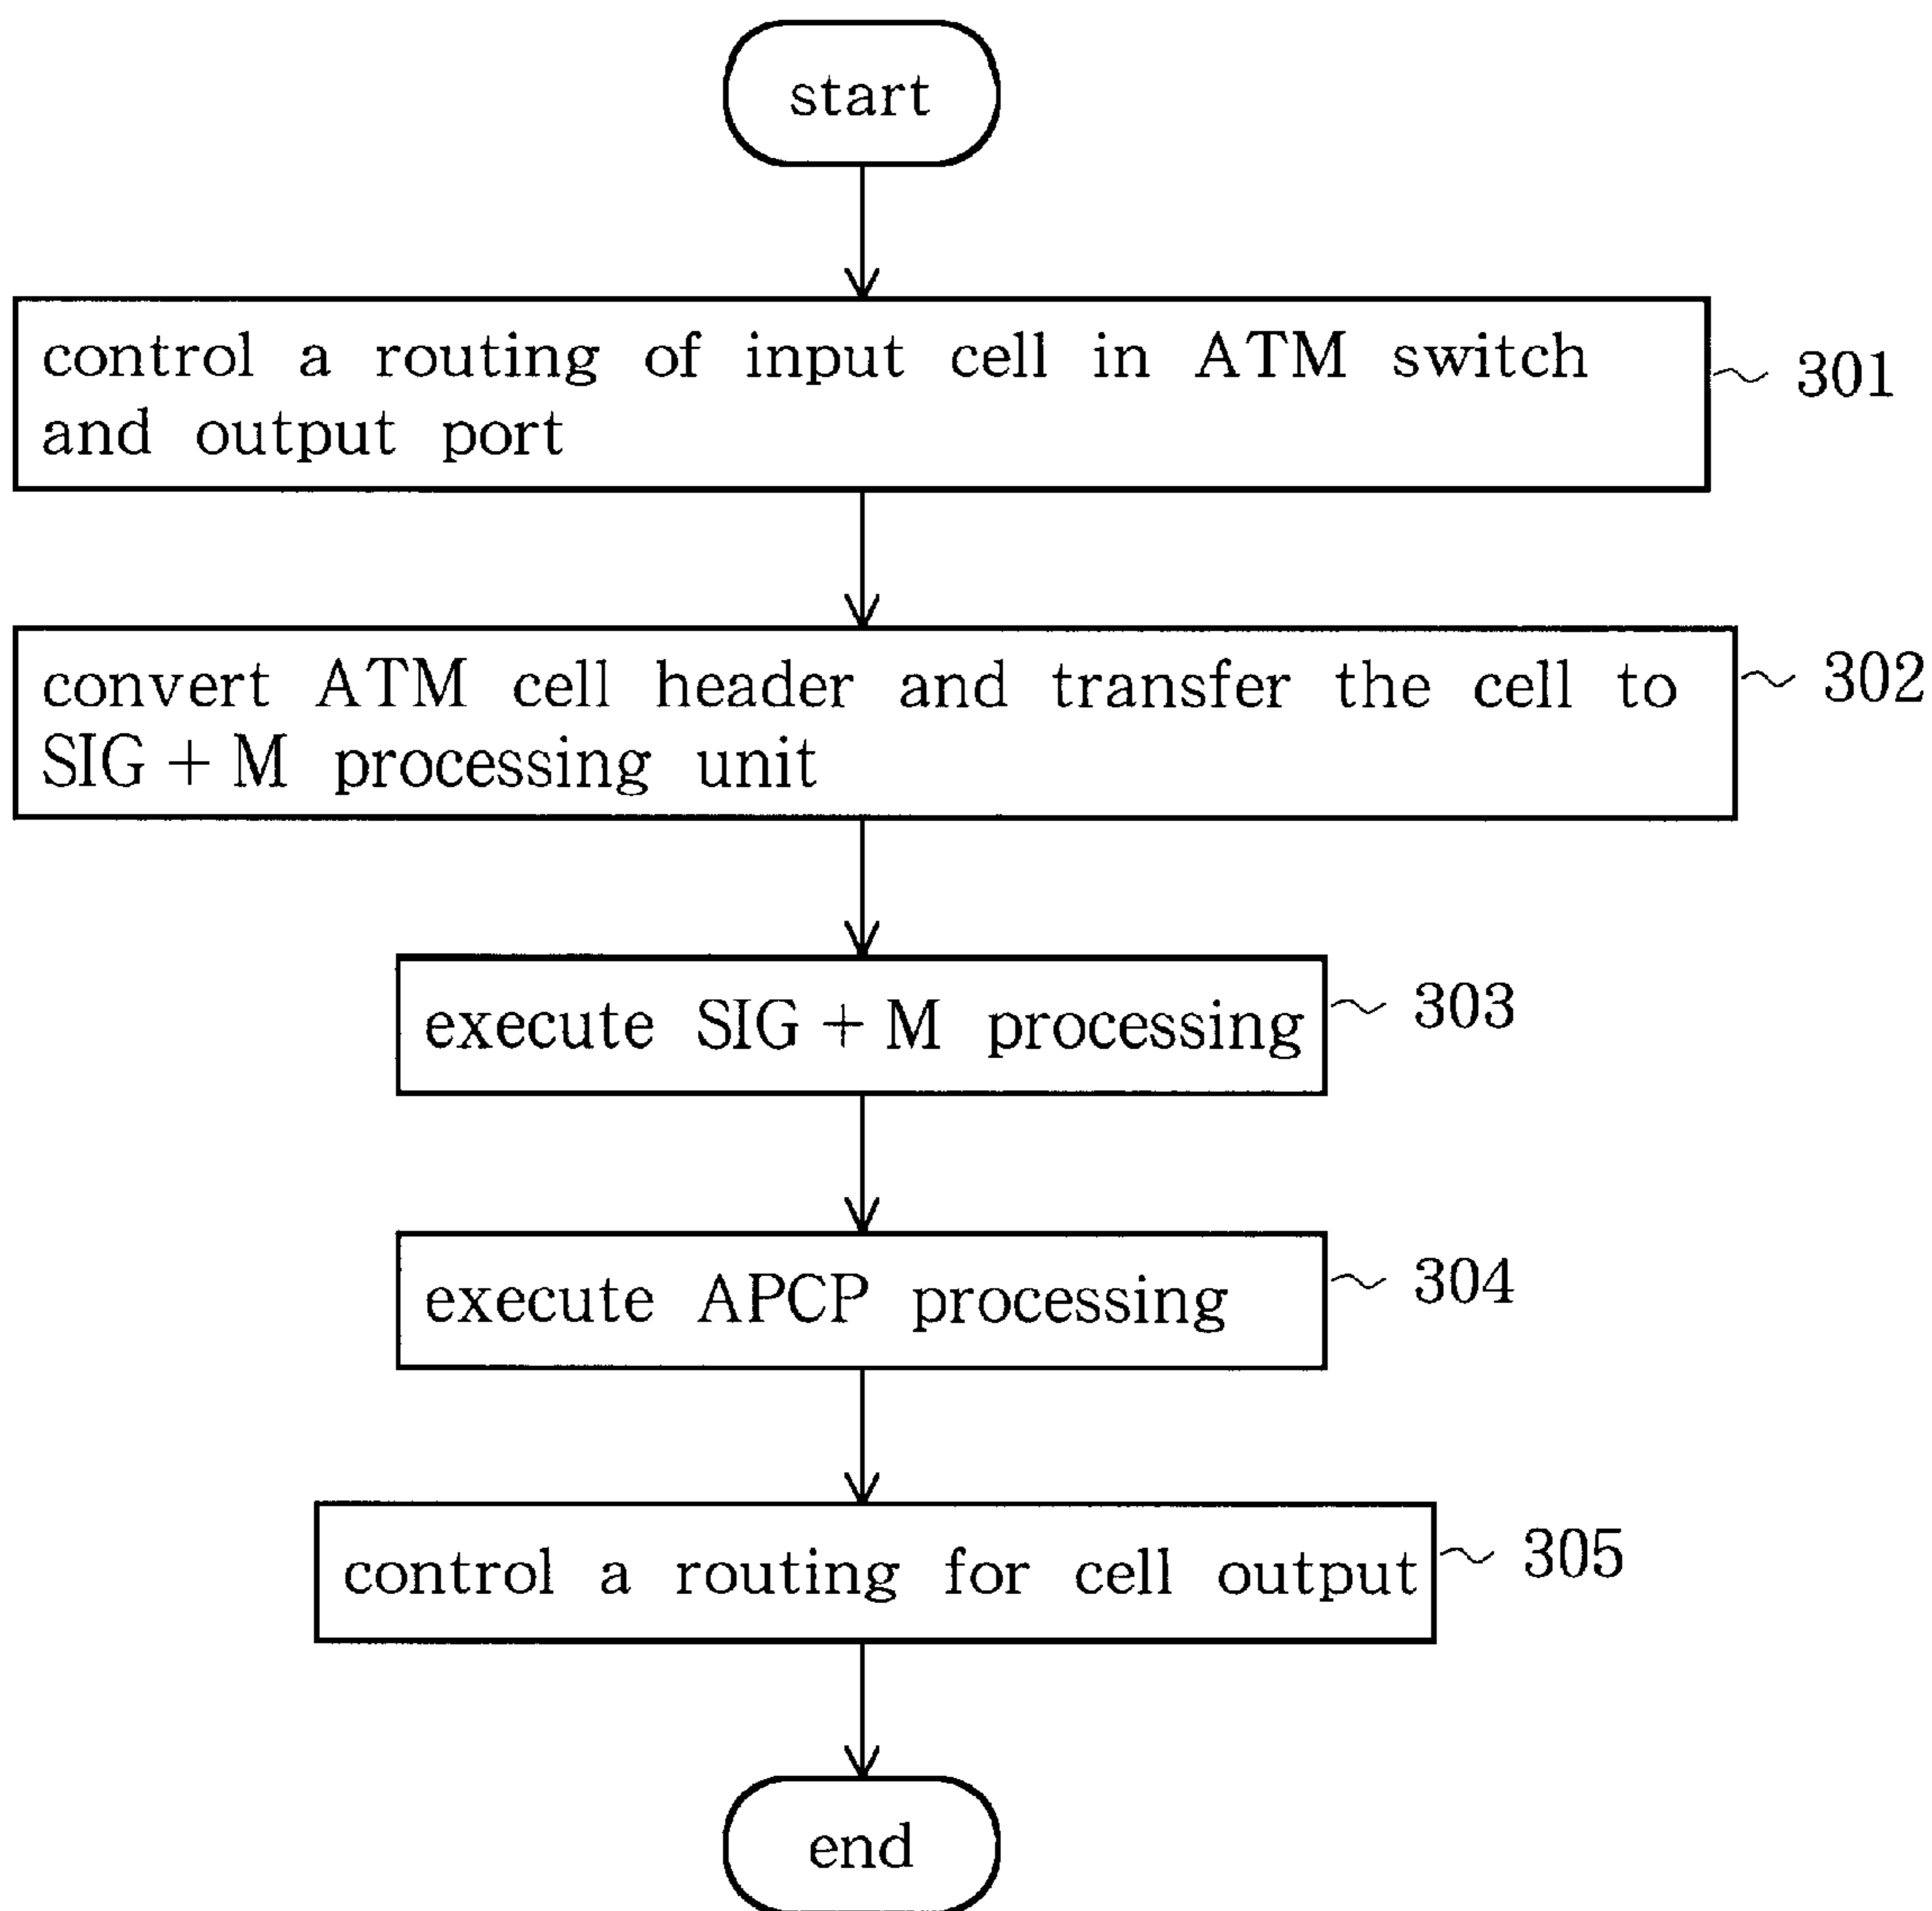 start
control a routing of input cell in ATM switch
and output port
301
convert ATM cell header and transfer the cell to
SIG + M processing unit
302
execute SIG + M processing
303
execute APCP processing
304
control a routing for cell output
305
end